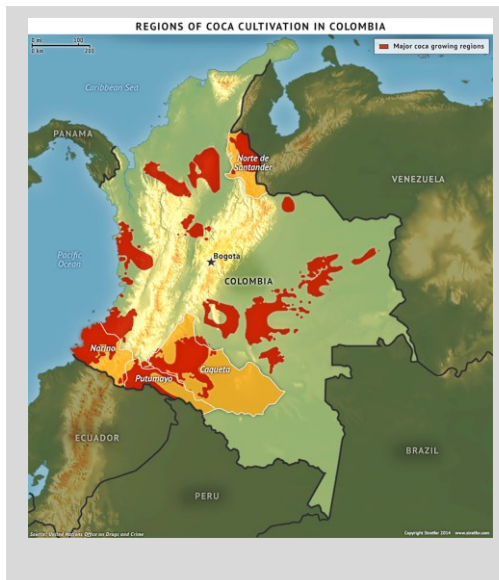 REGIONS OF COCA CULTIVATION IN COLOMBIA
0 mi 100
0 km 200
Major coca growing regions
Caribbean Sea
PANAMA
Norte de
Santander
VENEZUELA
Pacific
Ocean
Bogota
COLOMBIA
Narino
Caqueta
Putumayo
ECUADOR
BRAZIL
PERU
Source: United Nations Office on Drugs and Crime
Copyright Stratfor 2014 www.stratfor.com